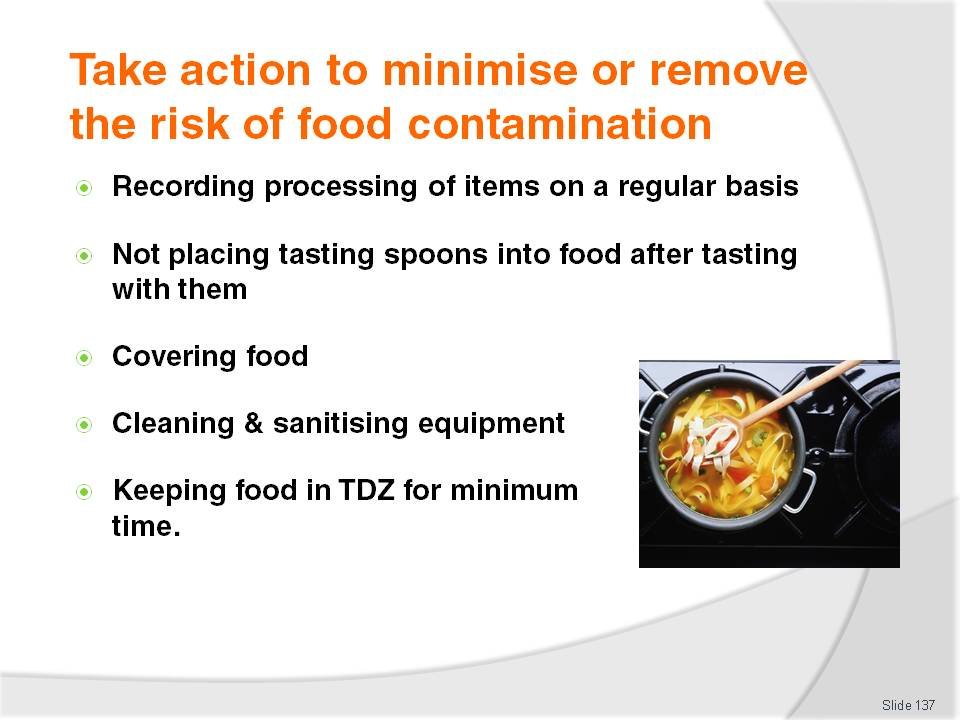 Take action to minimise or remove
the risk of food contamination
Recording processing of items on a regular basis
Not placing tasting spoons into food after tasting
with them
Covering food
Cleaning & sanitising equipment
Keeping food in TDZ for minimum
time.
Slide 137